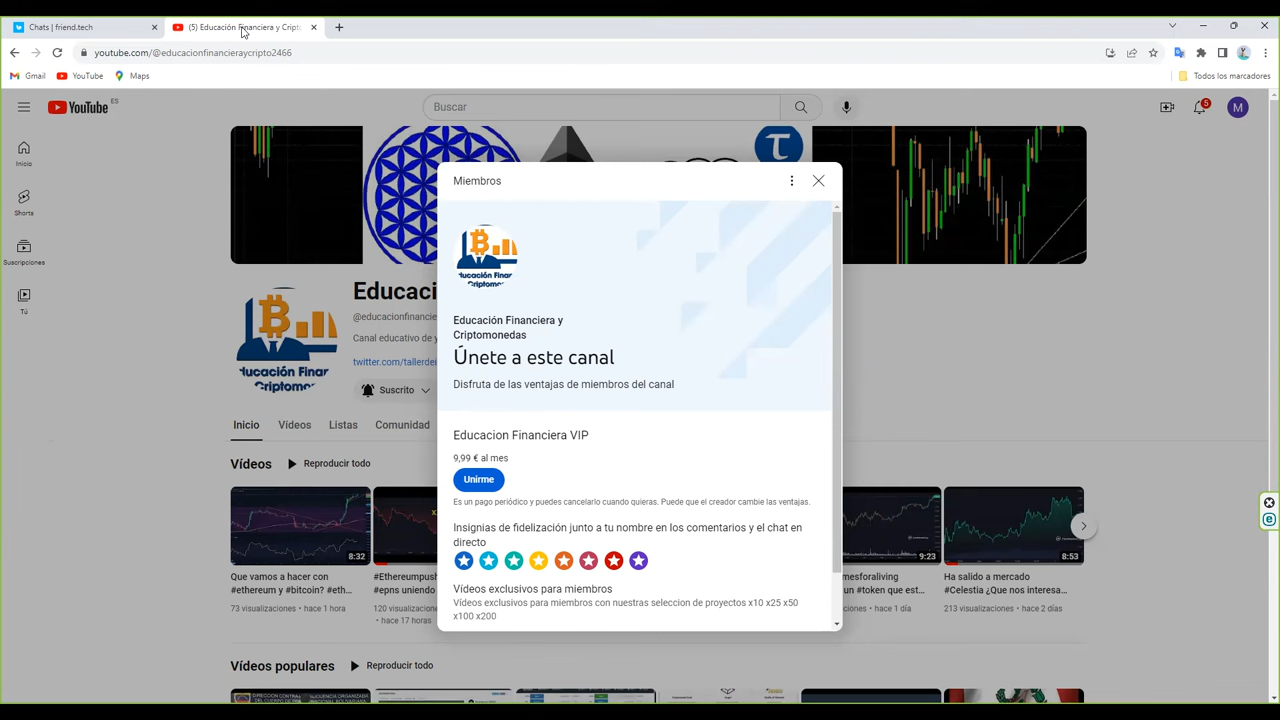 Chats | friend.tech
(5) Educación Financiera y Cripto
youtube.com/@educacionfinancieraycripto2466
Gmail
YouTube
Maps
Todos los marcadores
YouTube ES
Buscar
5
M
Inicio
Shorts
Suscripciones
Tú
Miembros
Educación Financiera y
Criptomonedas
Únete a este canal
Disfruta de las ventajas de miembros del canal
Educacion Financiera VIP
9,99 € al mes
Unirme
Es un pago periódico y puedes cancelarlo cuando quieras. Puede que el creador cambie las ventajas.
Insignias de fidelización junto a tu nombre en los comentarios y el chat en
directo
Vídeos exclusivos para miembros
Vídeos exclusivos para miembros con nuestras seleccion de proyectos x10 x25 x50
x100 x200
Educaci
@educacionfinancie
Canal educativo de y
twitter.com/tallerdei
Suscrito
Inicio
Vídeos
Listas
Comunidad
Vídeos
Reproducir todo
8:32
9:23
8:53
Que vamos a hacer con
#ethereum y #bitcoin? #eth...
73 visualizaciones • hace 1 hora
#Ethereumpush
#epns uniendo
120 visualizacione
hace 17 horas
mesforaliving
un #token que est...
hace 1 día
Ha salido a mercado
#Celestia ¿Que nos interesa...
213 visualizaciones • hace 2 días
Vídeos populares
Reproducir todo